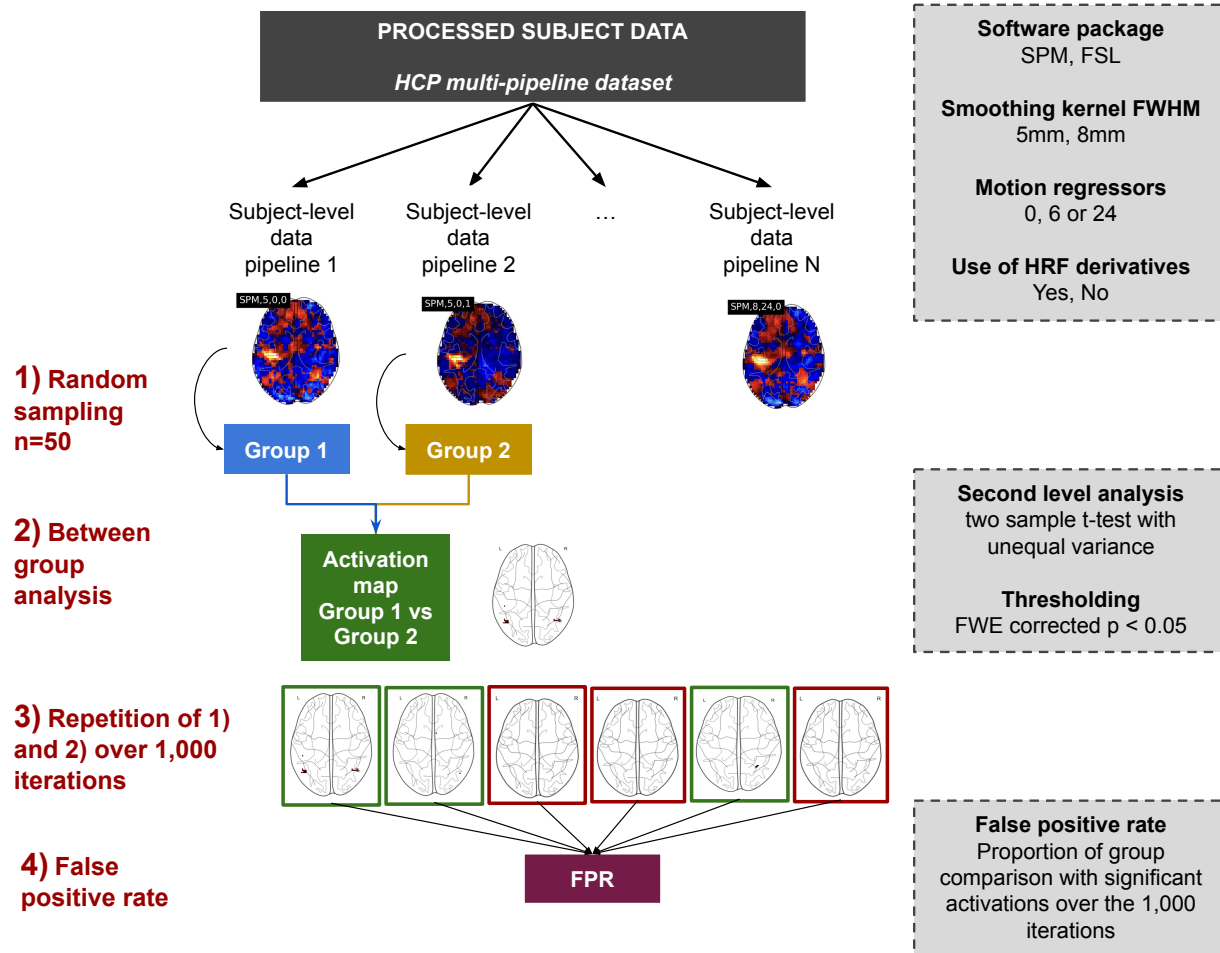 PROCESSED SUBJECT DATA
HCP multi-pipeline dataset
Software package
SPM, FSL
Smoothing kernel FWHM
5mm, 8mm
Motion regressors
0, 6 or 24
Use of HRF derivatives
Yes, No
Subject-level
data
pipeline 1
Subject-level
data
pipeline 2
…
Subject-level
data
pipeline N
SPM,5,0,0
SPM,5,0,1
SPM,8,24,0
1) Random
sampling
n=50
Group 1
Group 2
2) Between
group
analysis
Activation
map
Group 1 vs
Group 2
L R
Second level analysis
two sample t-test with
unequal variance
Thresholding
FWE corrected p < 0.05
3) Repetition of 1)
and 2) over 1,000
iterations
L R
L R
L R
L R
L R
L R
4) False
positive rate
FPR
False positive rate
Proportion of group
comparison with significant
activations over the 1,000
iterations